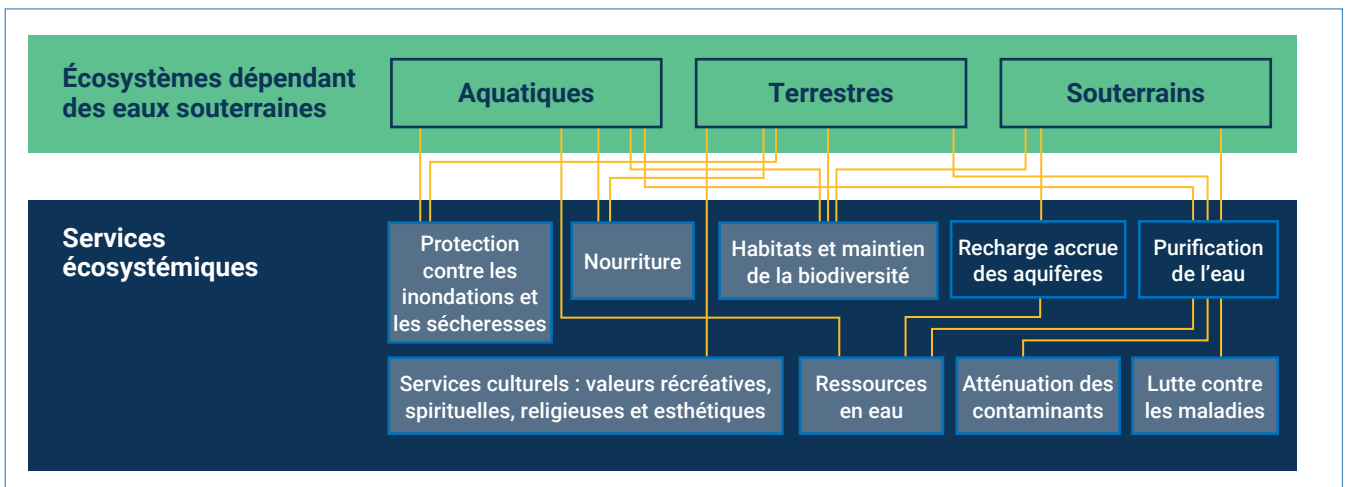 Écosystèmes dépendant
des eaux souterraines
Aquatiques
Terrestres
Souterrains
Services
écosystémiques
Protection
contre les
inondations et
les sécheresses
Nourriture
Habitats et maintien
de la biodiversité
Recharge accrue
des aquifères
Purification
de l’eau
Services culturels : valeurs récréatives,
spirituelles, religieuses et esthétiques
Ressources
en eau
Atténuation des
contaminants
Lutte contre
les maladies